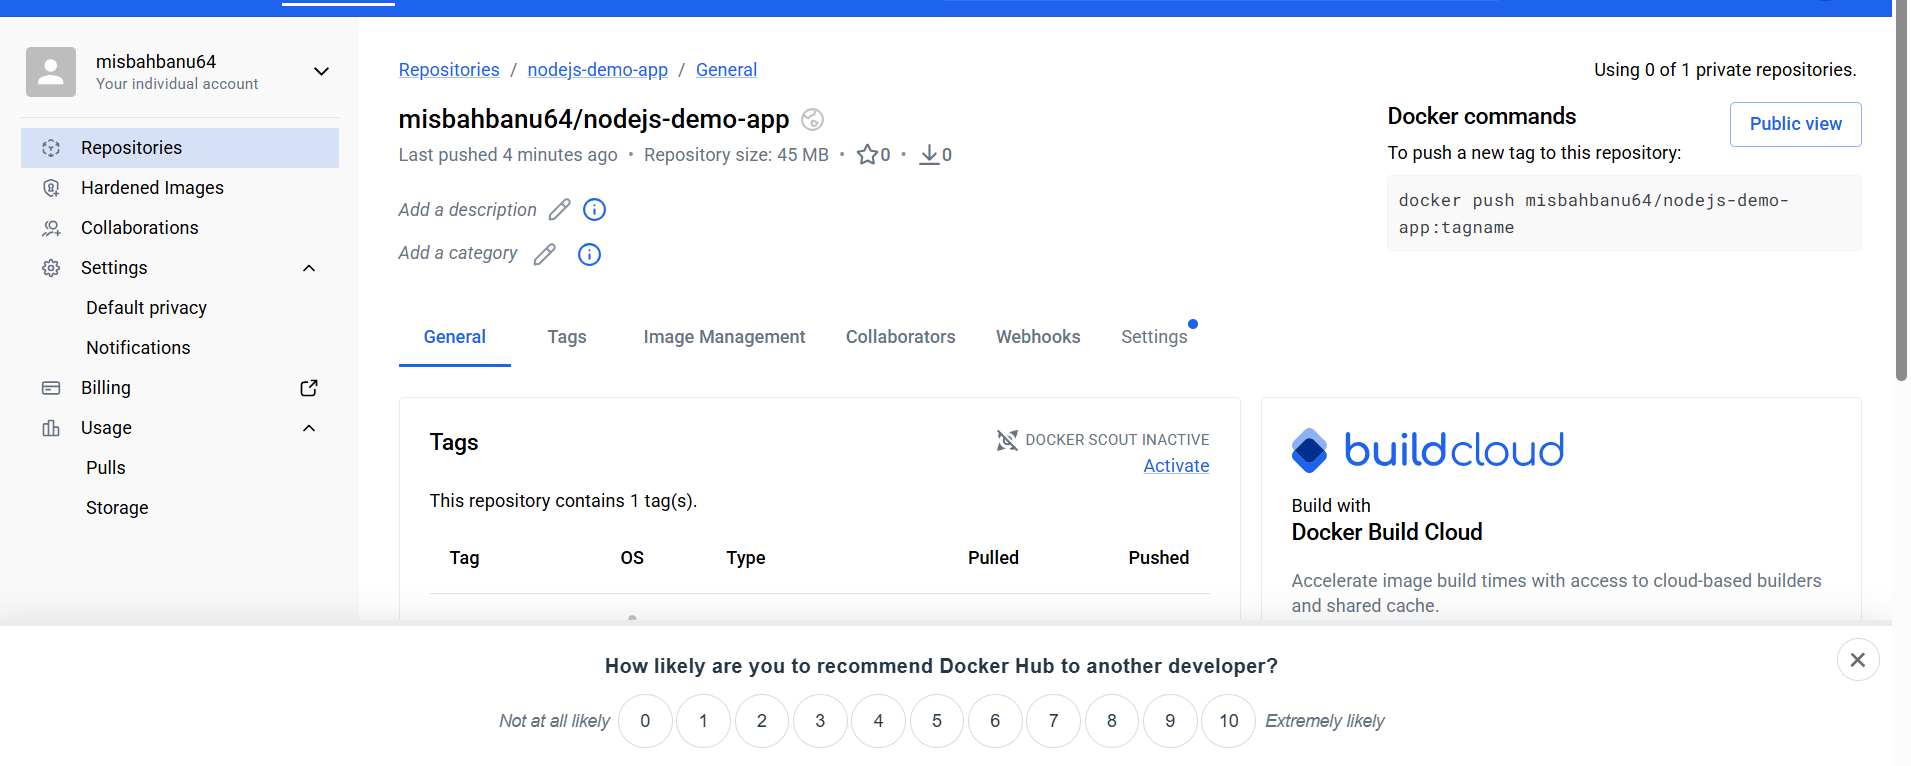 misbahbanu64
Your individual account
Repositories
Hardened Images
Collaborations
Settings
Default privacy
Notifications
Billing
Usage
Pulls
Storage
Repositories / nodejs-demo-app / General
Using 0 of 1 private repositories.
misbahbanu64/nodejs-demo-app
Last pushed 4 minutes ago • Repository size: 45 MB • 0 • 0
Add a description
Add a category
Docker commands
Public view
To push a new tag to this repository:
docker push misbahbanu64/nodejs-demo-
app:tagname
General Tags Image Management Collaborators Webhooks Settings
Tags
DOCKER SCOUT INACTIVE
Activate
This repository contains 1 tag(s).
Tag OS Type Pulled Pushed
buildcloud
Build with
Docker Build Cloud
Accelerate image build times with access to cloud-based builders
and shared cache.
How likely are you to recommend Docker Hub to another developer?
Not at all likely 0 1 2 3 4 5 6 7 8 9 10 Extremely likely